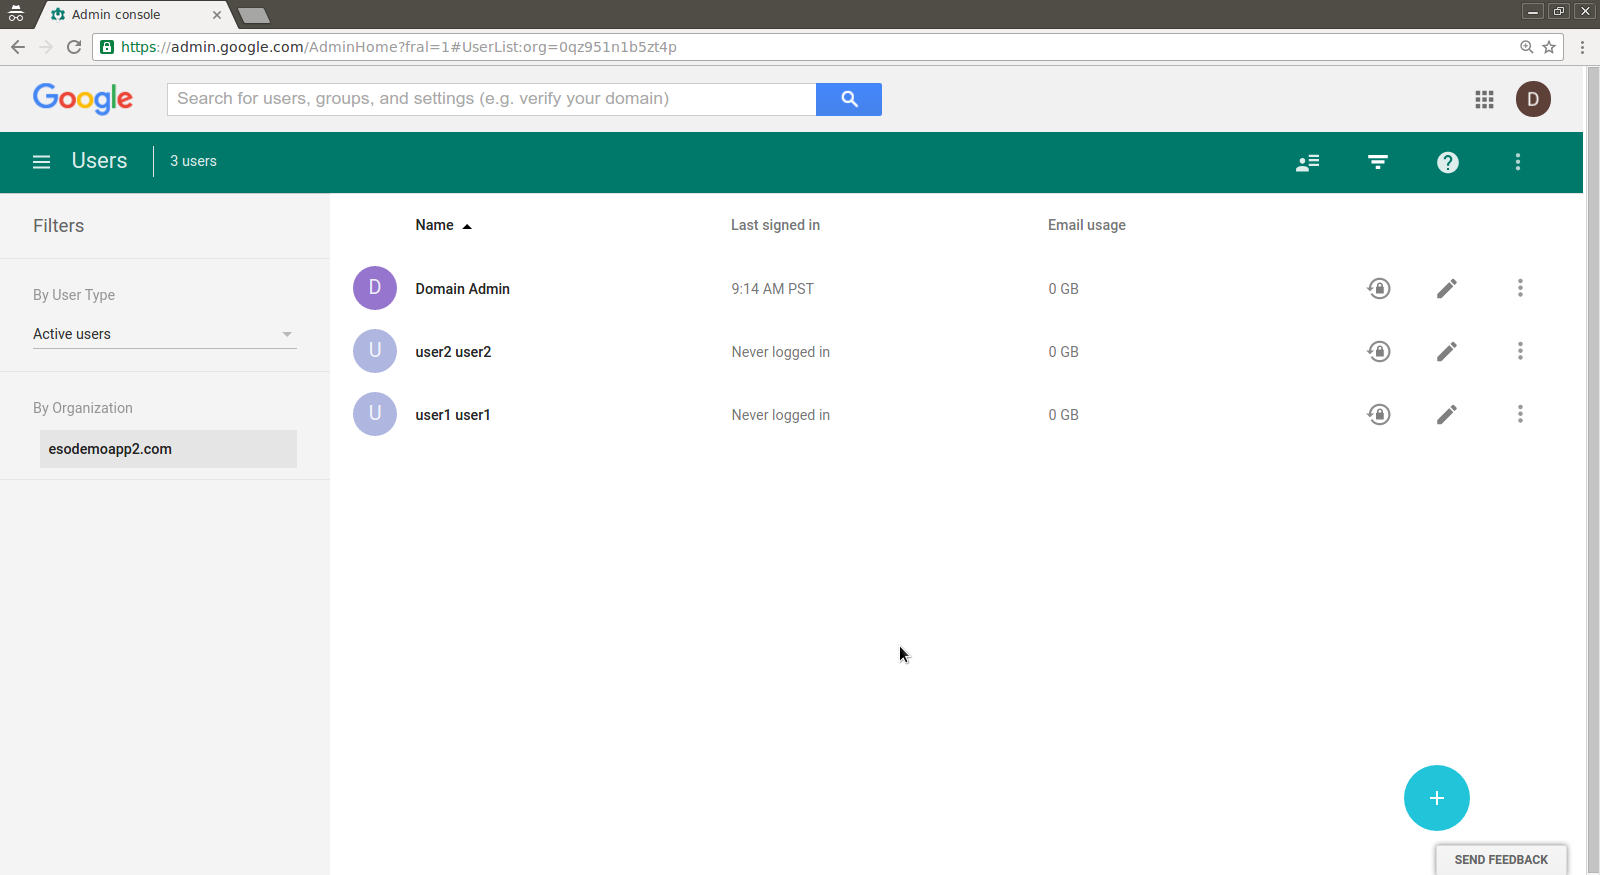 Admin console
https://admin.google.com/AdminHome?fral=1#UserList:org=0qz951n1b5zt4p
Google
Search for users, groups, and settings (e.g. verify your domain)
D
Users
3 users
Filters
By User Type
Active users
By Organization
esodemoapp2.com
Name Last signed in Email usage
D Domain Admin 9:14 AM PST 0 GB
U user2 user2 Never logged in 0 GB
U user1 user1 Never logged in 0 GB
SEND FEEDBACK